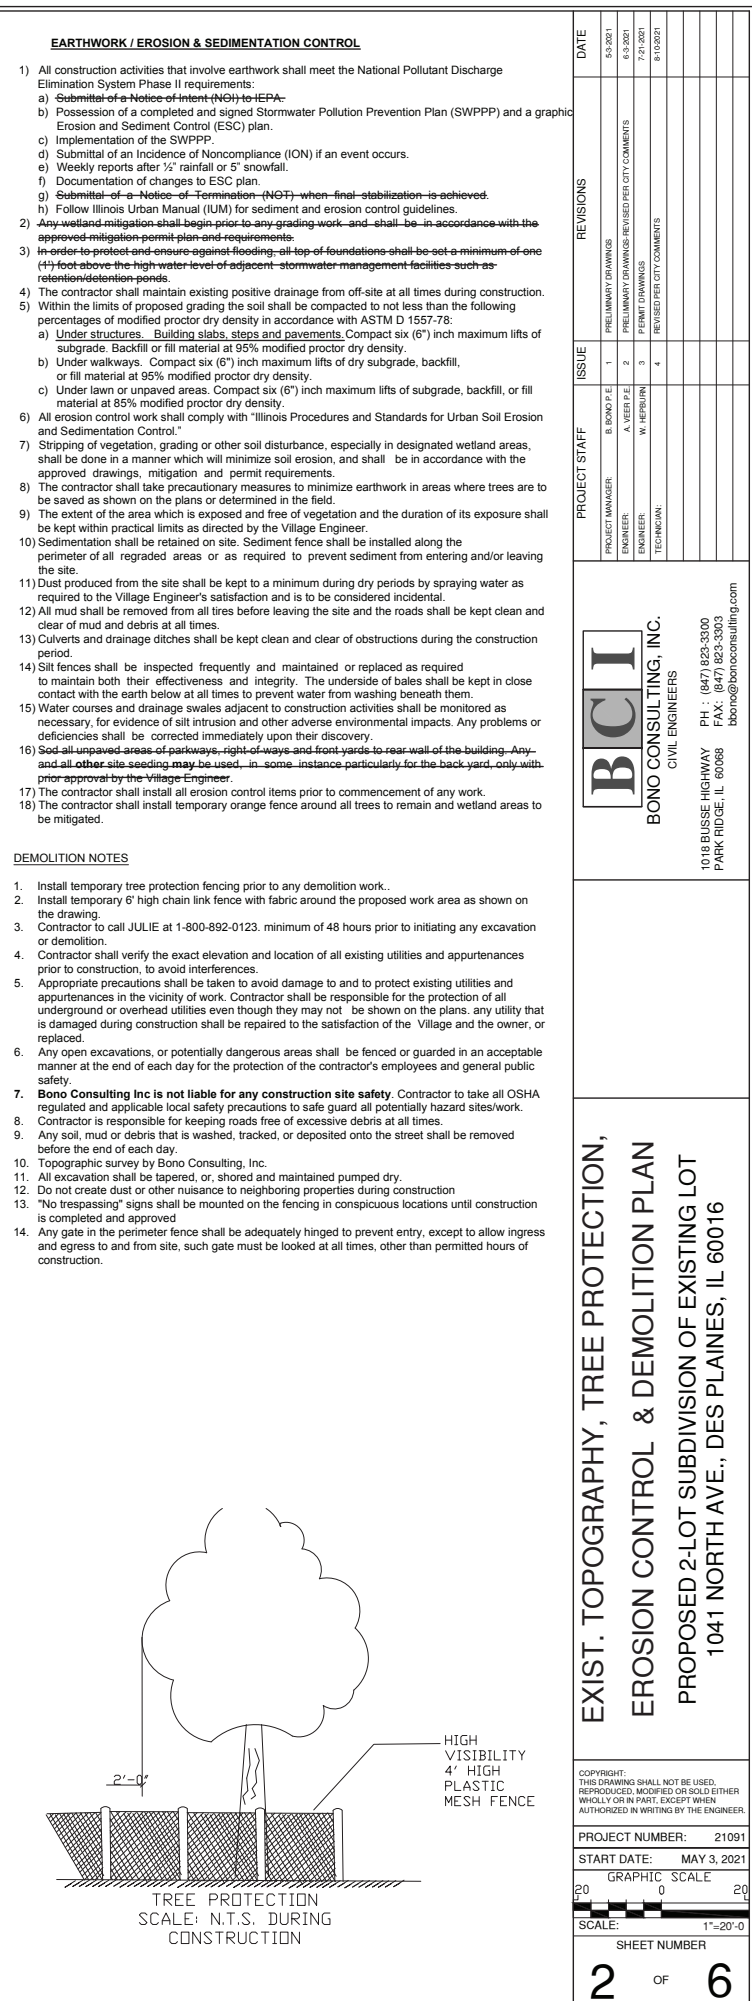 EARTHWORK / EROSION & SEDIMENTATION CONTROL
1) All construction activities that involve earthwork shall meet the National Pollutant Discharge
Elimination System Phase II requirements:
a) Submittal of a Notice of Intent (NOI) to IEPA.
b) Possession of a completed and signed Stormwater Pollution Prevention Plan (SWPPP) and a graphic
Erosion and Sediment Control (ESC) plan.
c) Implementation of the SWPPP.
d) Submittal of an Incidence of Noncompliance (ION) if an event occurs.
e) Weekly reports after ½" rainfall or 5" snowfall.
f) Documentation of changes to ESC plan.
g) Submittal of a Notice of Termination (NOT) when final stabilization is achieved.
h) Follow Illinois Urban Manual (IUM) for sediment and erosion control guidelines.
2) Any wetland mitigation shall begin prior to any grading work and shall be in accordance with the
approved mitigation permit plan and requirements.
3) In order to protect and ensure against flooding, all top of foundations shall be set a minimum of one
(1') foot above the high water level of adjacent stormwater management facilities such as
retention/detention ponds.
4) The contractor shall maintain existing positive drainage from off-site at all times during construction.
5) Within the limits of proposed grading the soil shall be compacted to not less than the following
percentages of modified proctor dry density in accordance with ASTM D 1557-78:
a) Under structures. Building slabs, steps and pavements. Compact six (6") inch maximum lifts of
subgrade. Backfill or fill material at 95% modified proctor dry density.
b) Under walkways. Compact six (6") inch maximum lifts of dry subgrade, backfill,
or fill material at 95% modified proctor dry density.
c) Under lawn or unpaved areas. Compact six (6") inch maximum lifts of subgrade, backfill, or fill
material at 85% modified proctor dry density.
6) All erosion control work shall comply with "Illinois Procedures and Standards for Urban Soil Erosion
and Sedimentation Control."
7) Stripping of vegetation, grading or other soil disturbance, especially in designated wetland areas,
shall be done in a manner which will minimize soil erosion, and shall be in accordance with the
approved drawings, mitigation and permit requirements.
8) The contractor shall take precautionary measures to minimize earthwork in areas where trees are to
be saved as shown on the plans or determined in the field.
9) The extent of the area which is exposed and free of vegetation and the duration of its exposure shall
be kept within practical limits as directed by the Village Engineer.
10) Sedimentation shall be retained on site. Sediment fence shall be installed along the
perimeter of all regraded areas or as required to prevent sediment from entering and/or leaving
the site.
11) Dust produced from the site shall be kept to a minimum during dry periods by spraying water as
required to the Village Engineer's satisfaction and is to be considered incidental.
12) All mud shall be removed from all tires before leaving the site and the roads shall be kept clean and
clear of mud and debris at all times.
13) Culverts and drainage ditches shall be kept clean and clear of obstructions during the construction
period.
14) Silt fences shall be inspected frequently and maintained or replaced as required
to maintain both their effectiveness and integrity. The underside of bales shall be kept in close
contact with the earth below at all times to prevent water from washing beneath them.
15) Water courses and drainage swales adjacent to construction activities shall be monitored as
necessary, for evidence of silt intrusion and other adverse environmental impacts. Any problems or
deficiencies shall be corrected immediately upon their discovery.
16) Sod all unpaved areas of parkways, right-of-ways and front yards to rear wall of the building. Any
and all other site seeding may be used, in some instance particularly for the back yard, only with
prior approval by the Village Engineer.
17) The contractor shall install all erosion control items prior to commencement of any work.
18) The contractor shall install temporary orange fence around all trees to remain and wetland areas to
be mitigated.
DEMOLITION NOTES
1. Install temporary tree protection fencing prior to any demolition work..
2. Install temporary 6' high chain link fence with fabric around the proposed work area as shown on
the drawing.
3. Contractor to call JULIE at 1-800-892-0123. minimum of 48 hours prior to initiating any excavation
or demolition.
4. Contractor shall verify the exact elevation and location of all existing utilities and appurtenances
prior to construction, to avoid interferences.
5. Appropriate precautions shall be taken to avoid damage to and to protect existing utilities and
appurtenances in the vicinity of work. Contractor shall be responsible for the protection of all
underground or overhead utilities even though they may not be shown on the plans. any utility that
is damaged during construction shall be repaired to the satisfaction of the Village and the owner, or
replaced.
6. Any open excavations, or potentially dangerous areas shall be fenced or guarded in an acceptable
manner at the end of each day for the protection of the contractor's employees and general public
safety.
7. Bono Consulting Inc is not liable for any construction site safety. Contractor to take all OSHA
regulated and applicable local safety precautions to safe guard all potentially hazard sites/work.
8. Contractor is responsible for keeping roads free of excessive debris at all times.
9. Any soil, mud or debris that is washed, tracked, or deposited onto the street shall be removed
before the end of each day.
10. Topographic survey by Bono Consulting, Inc.
11. All excavation shall be tapered, or, shored and maintained pumped dry.
12. Do not create dust or other nuisance to neighboring properties during construction
13. "No trespassing" signs shall be mounted on the fencing in conspicuous locations until construction
is completed and approved
14. Any gate in the perimeter fence shall be adequately hinged to prevent entry, except to allow ingress
and egress to and from site, such gate must be looked at all times, other than permitted hours of
construction.
2'-0"
HIGH
VISIBILITY
4' HIGH
PLASTIC
MESH FENCE
TREE PROTECTION
SCALE: N.T.S. DURING
CONSTRUCTION
PROJECT STAFF ISSUE REVISIONS DATE
PROJECT MANAGER: B. BONO P.E. 1 PRELIMINARY DRAWINGS 5-3-2021
ENGINEER: A. VEER P.E. 2 PRELIMINARY DRAWINGS-REVISED PER CITY COMMENTS 6-3-2021
ENGINEER: W. HEPBURN 3 PERMIT DRAWINGS 7-21-2021
TECHNICIAN: 4 REVISED PER CITY COMMENTS 8-10-2021
B C I
BONO CONSULTING, INC.
CIVIL ENGINEERS
1018 BUSSE HIGHWAY PH : (847) 823-3300
PARK RIDGE, IL 60068 FAX: (847) 823-3303
bbono@bonoconsulting.com
EXIST. TOPOGRAPHY, TREE PROTECTION,
EROSION CONTROL & DEMOLITION PLAN
PROPOSED 2-LOT SUBDIVISION OF EXISTING LOT
1041 NORTH AVE., DES PLAINES, IL 60016
COPYRIGHT:
THIS DRAWING SHALL NOT BE USED,
REPRODUCED, MODIFIED OR SOLD EITHER
WHOLLY OR IN PART, EXCEPT WHEN
AUTHORIZED IN WRITING BY THE ENGINEER.
PROJECT NUMBER: 21091
START DATE: MAY 3, 2021
GRAPHIC SCALE
20 0 20
SCALE: 1"=20'-0
SHEET NUMBER
2 OF 6